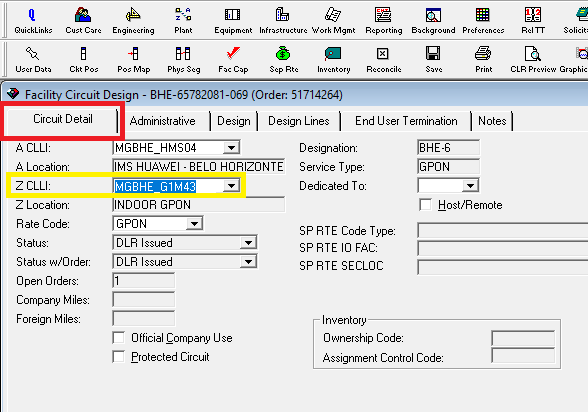 QuickLinks Cust Care Engineering Plant Equipment Infrastructure Work Mgmt Reporting Background Preferences Rel TT
User Data Ckt Pos Pos Map Phys Seg Fac Cap Sep Rte Inventory Reconcile Save Print CLR Preview
Facility Circuit Design - BHE-65782081-069 (Order: 51714264)
Circuit Detail Administrative Design Design Lines End User Termination Notes
A CLLI: MGBHE_HMS04 Designation: BHE-6
A Location: IMS HUAWEI - BELO HORIZONTE Service Type: GPON
Z CLLI: MGBHE_G1M43 Dedicated To:
Z Location: INDOOR GPON Host/Remote
Rate Code: GPON SP RTE Code Type:
Status: DLR Issued SP RTE IO FAC:
Status w/Order: DLR Issued SP RTE SECLOC
Open Orders: 1
Company Miles:
Foreign Miles: Inventory
Official Company Use Ownership Code:
Protected Circuit Assignment Control Code: